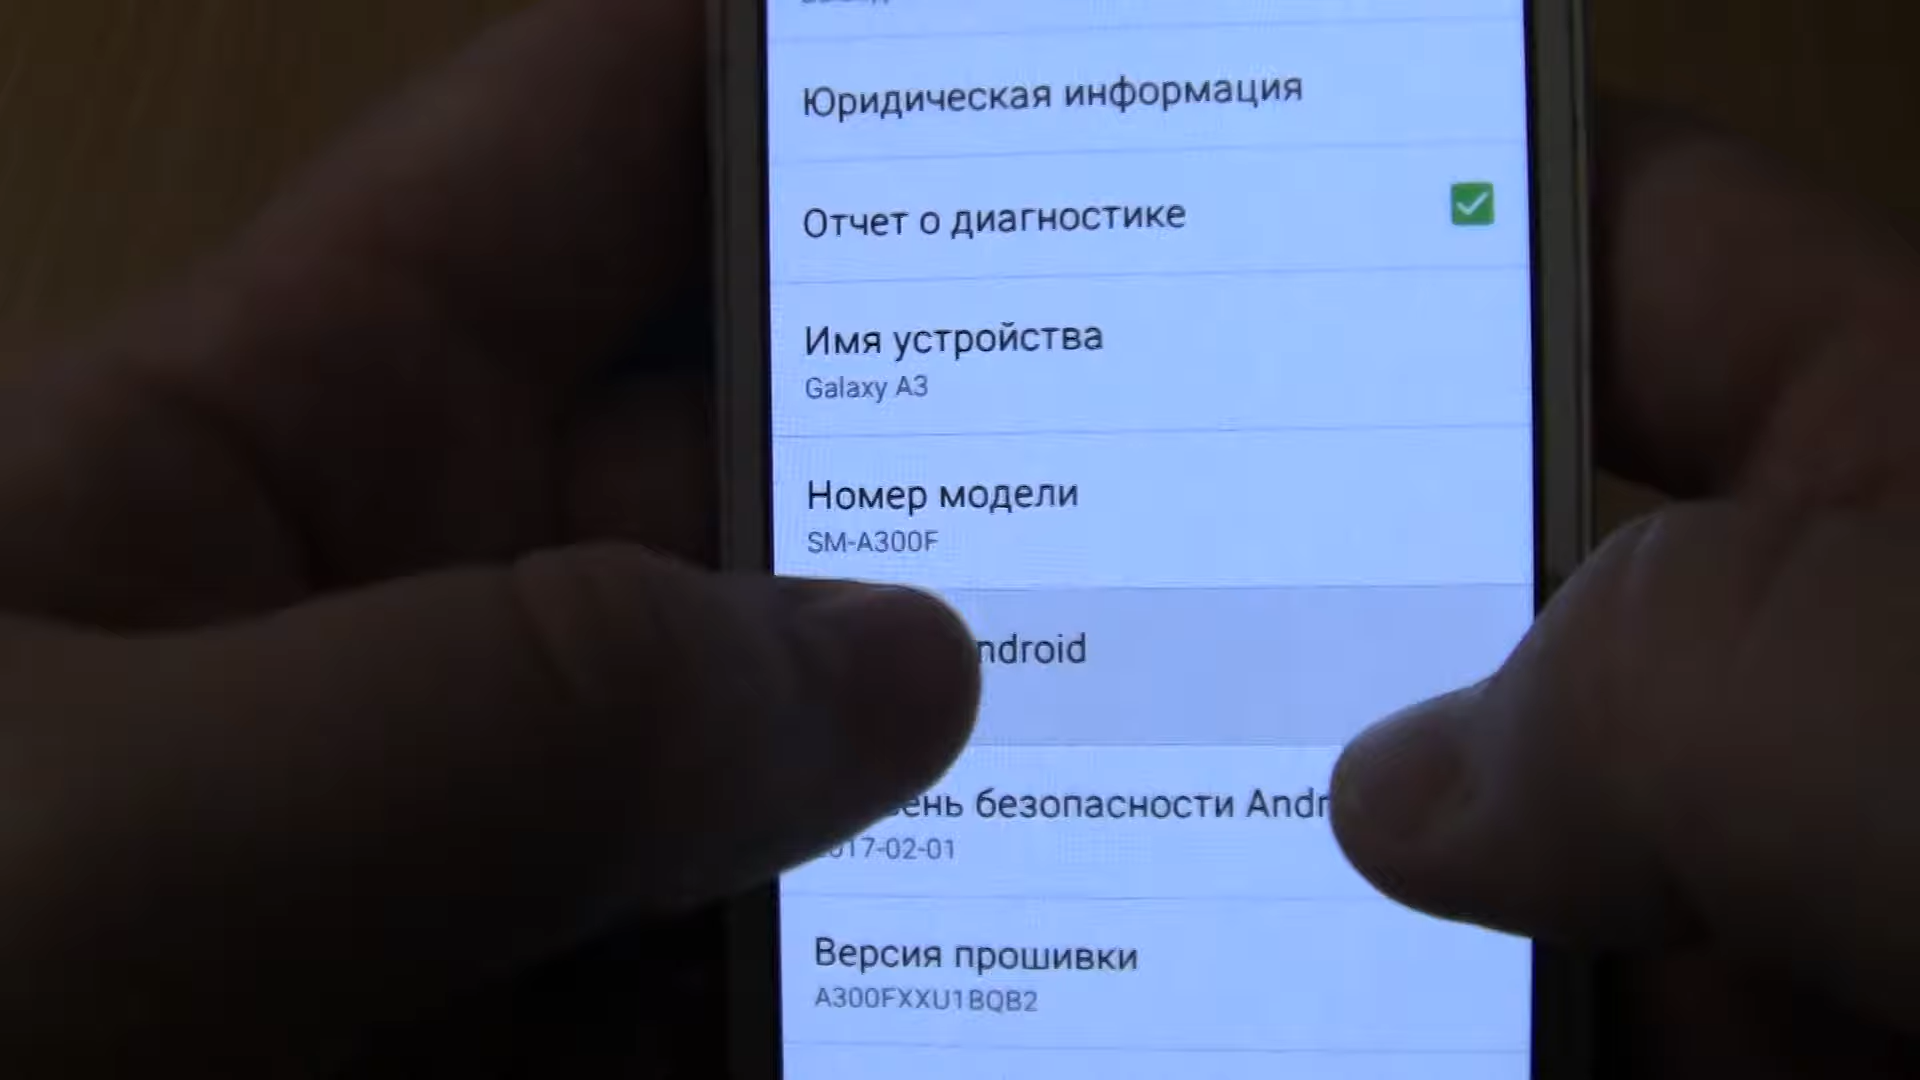 Юридическая информация
Отчет о диагностике
Имя устройства
Galaxy A3
Номер модели
SM-A300F
ndroid
ень безопасности Andr
017-02-01
Версия прошивки
A300FXXU1BQB2